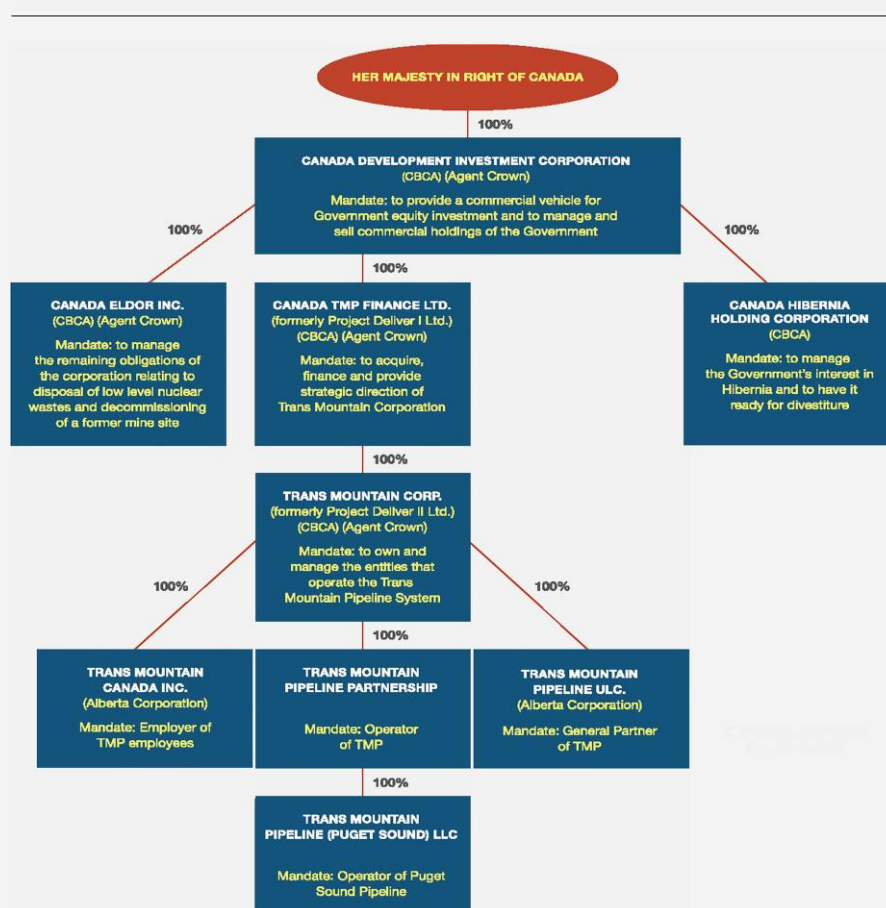 HER MAJESTY IN RIGHT OF CANADA
100%
CANADA DEVELOPMENT INVESTMENT CORPORATION
(CBCA) (Agent Crown)
Mandate: to provide a commercial vehicle for
Government equity investment and to manage and
sell commercial holdings of the Government
100%
100%
100%
CANADA ELDOR INC.
(CBCA) (Agent Crown)
Mandate: to manage
the remaining obligations of
the corporation relating to
disposal of low level nuclear
wastes and decommissioning
of a former mine site
CANADA TMP FINANCE LTD.
(formerly Project Deliver I Ltd.)
(CBCA) (Agent Crown)
Mandate: to acquire,
finance and provide
strategic direction of
Trans Mountain Corporation
CANADA HIBERNIA
HOLDING CORPORATION
(CBCA)
Mandate: to manage
the Government's interest in
Hibernia and to have it
ready for divestiture
100%
TRANS MOUNTAIN CORP.
(formerly Project Deliver II Ltd.)
(CBCA) (Agent Crown)
Mandate: to own and
manage the entities that
operate the Trans
Mountain Pipeline System
100%
100%
100%
TRANS MOUNTAIN
CANADA INC.
(Alberta Corporation)
Mandate: Employer of
TMP employees
TRANS MOUNTAIN
PIPELINE PARTNERSHIP
Mandate: Operator
of TMP
TRANS MOUNTAIN
PIPELINE ULC.
(Alberta Corporation)
Mandate: General Partner
of TMP
100%
TRANS MOUNTAIN
PIPELINE (PUGET SOUND) LLC
Mandate: Operator of Puget
Sound Pipeline